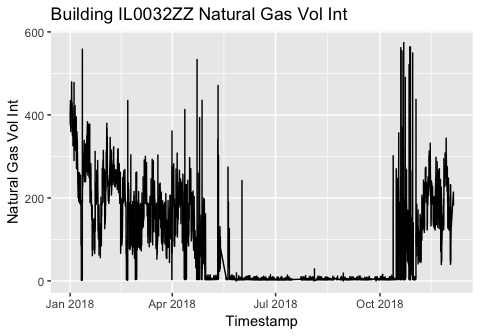 Building IL0032ZZ Natural Gas Vol Int
600
400
200
0
Natural Gas Vol Int
Jan 2018 Apr 2018 Jul 2018 Oct 2018
Timestamp